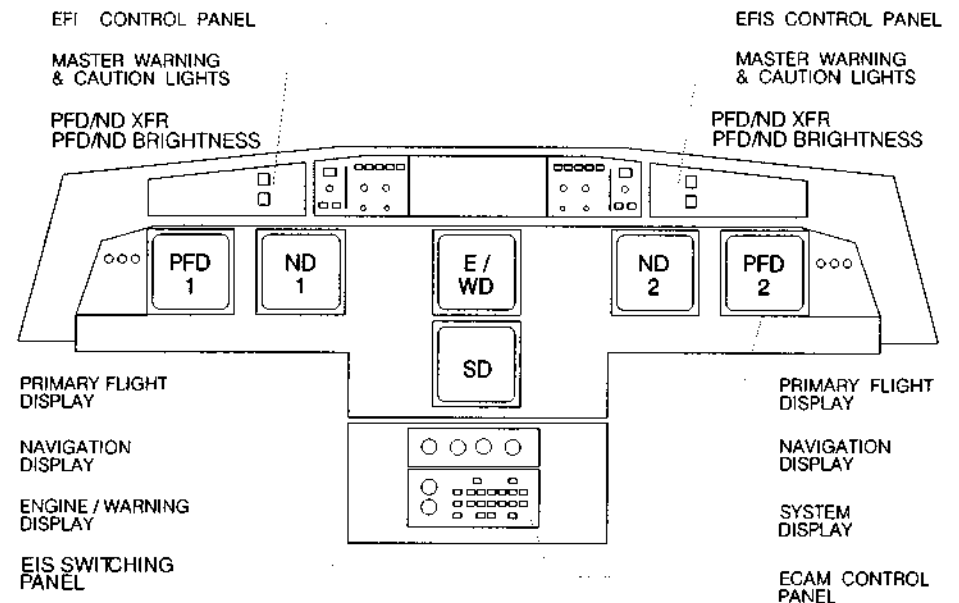 EFI CONTROL PANEL
EFIS CONTROL PANEL
MASTER WARNING
& CAUTION LIGHTS
MASTER WARNING
& CAUTION LIGHTS
PFD/ND XFR
PFD/ND BRIGHTNESS
PFD/ND XFR
PFD/ND BRIGHTNESS
PFD
1
ND
1
E /
WD
ND
2
PFD
2
SD
PRIMARY FLIGHT
DISPLAY
PRIMARY FLIGHT
DISPLAY
NAVIGATION
DISPLAY
NAVIGATION
DISPLAY
ENGINE / WARNING
DISPLAY
SYSTEM
DISPLAY
EIS SWITCHING
PANEL
ECAM CONTROL
PANEL